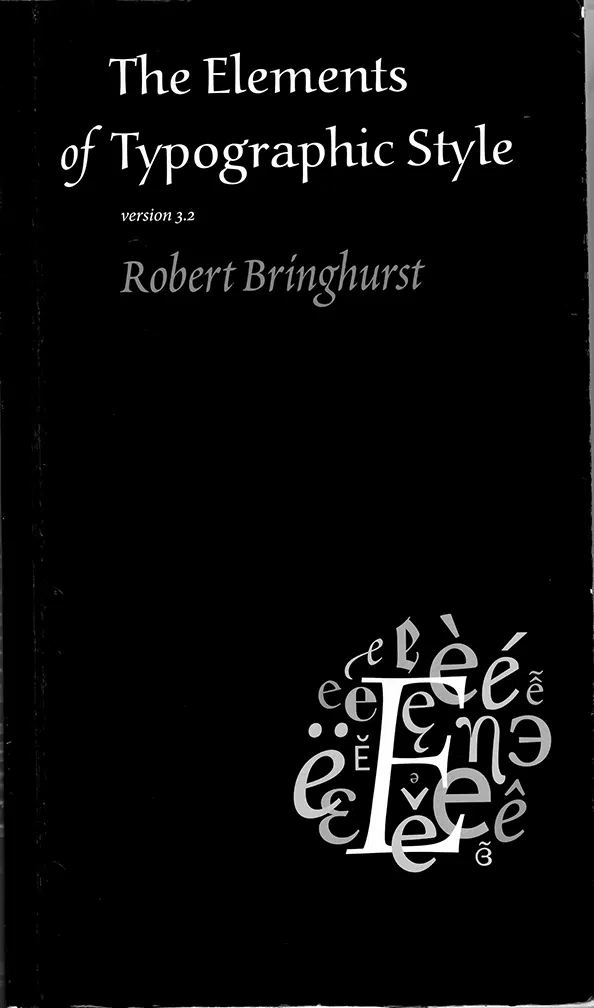 The Elements
of Typographic Style
version 3.2
Robert Bringhurst